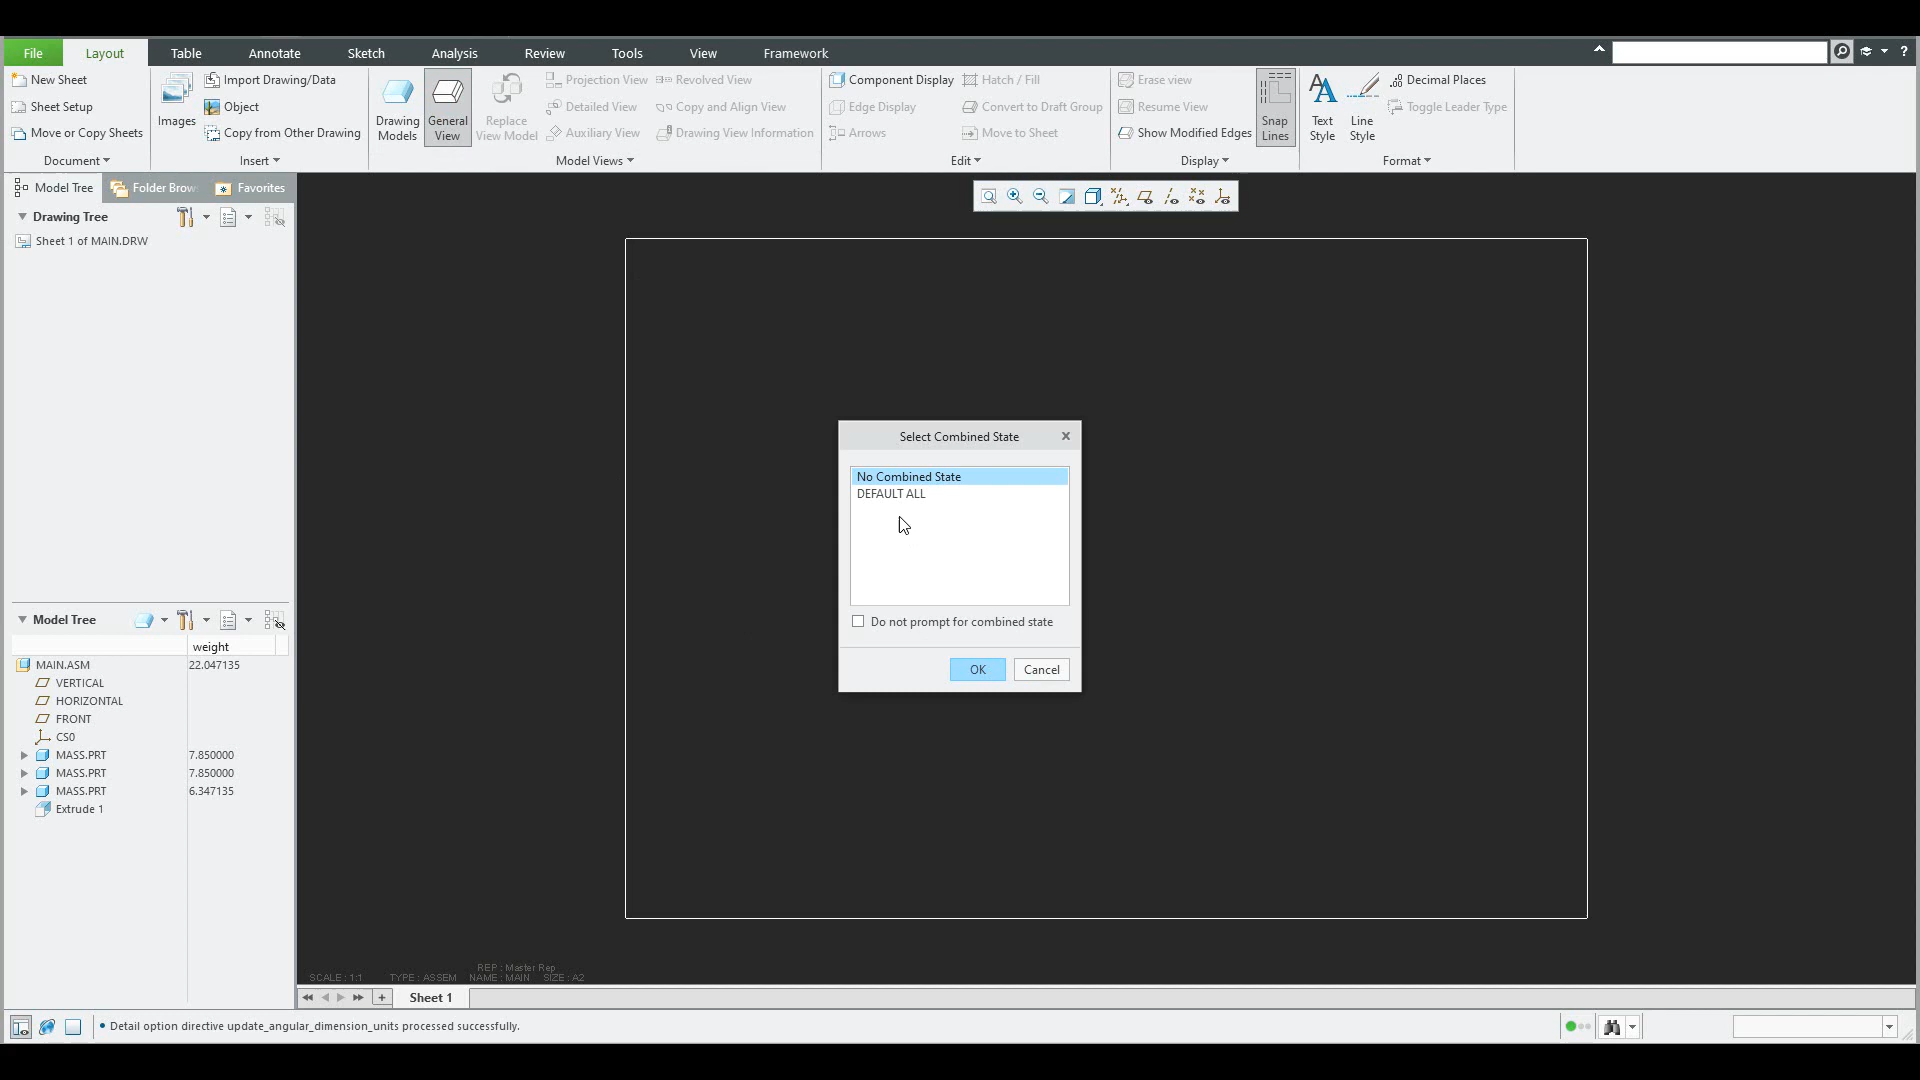 File
Layout
Table
Annotate
Sketch
Analysis
Review
Tools
View
Framework
?
New Sheet
Sheet Setup
Move or Copy Sheets
Document
Images
Import Drawing/Data
Object
Copy from Other Drawing
Insert
Drawing
Models
General
View
Replace
View Model
Projection View
Detailed View
Auxiliary View
Revolved View
Copy and Align View
Drawing View Information
Model Views
Component Display
Edge Display
Arrows
Hatch / Fill
Convert to Draft Group
Move to Sheet
Edit
Erase view
Resume View
Show Modified Edges
Snap
Lines
Display
Text
Style
Line
Style
Decimal Places
Toggle Leader Type
Format
Model Tree
Folder Brow
Favorites
Drawing Tree
Sheet 1 of MAIN.DRW
Select Combined State
No Combined State
DEFAULT ALL
Do not prompt for combined state
OK
Cancel
Model Tree
weight
MAIN.ASM 22.047135
VERTICAL
HORIZONTAL
FRONT
CS0
MASS.PRT 7.850000
MASS.PRT 7.850000
MASS.PRT 6.347135
Extrude 1
REP : Master Rep
SCALE : 1:1 TYPE : ASSEM NAME : MAIN SIZE : A2
Sheet 1
• Detail option directive update_angular_dimension_units processed successfully.